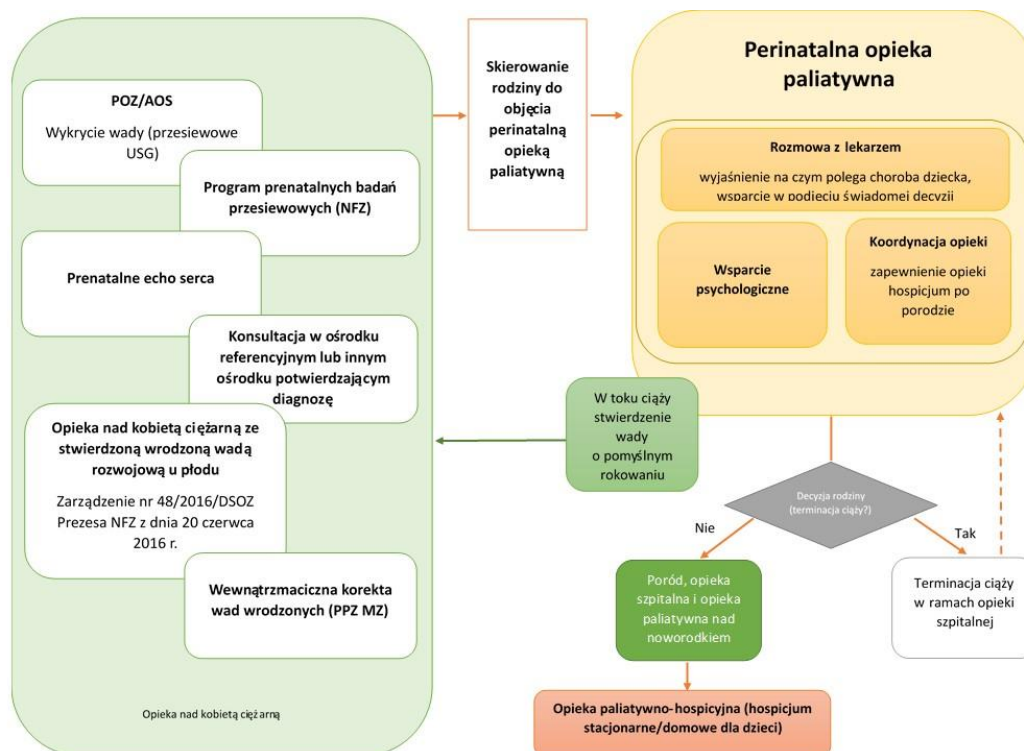 POZ/AOS
Wykrycie wady (przesiewowe
USG)
Program prenatalnych badań
przesiewowych (NFZ)
Prenatalne echo serca
Konsultacja w ośrodku
referencyjnym lub innym
ośrodku potwierdzającym
diagnozę
Opieka nad kobietą ciężarną ze
stwierdzoną wrodzoną wadą
rozwojową u płodu
Zarządzenie nr 48/2016/DSOZ
Prezesa NFZ z dnia 20 czerwca
2016 r.
Wewnątrzmaciczna korekta
wad wrodzonych (PPZ MZ)
Opieka nad kobietą ciężarną
Skierowanie
rodziny do
objęcia
perinatalną
opieką
paliatywną
Perinatalna opieka
paliatywna
Rozmowa z lekarzem
wyjaśnienie na czym polega choroba dziecka,
wsparcie w podjęciu świadomej decyzji
Wsparcie
psychologiczne
Koordynacja opieki
zapewnienie opieki
hospicjum po
porodzie
W toku ciąży
stwierdzenie
wady
o pomyślnym
rokowaniu
Decyzja rodziny
(terminacja ciąży?)
Nie
Tak
Poród, opieka
szpitalna i opieka
paliatywna nad
noworodkiem
Terminacja ciąży
w ramach opieki
szpitalnej
Opieka paliatywno-hospicyjna (hospicjum
stacjonarne/domowe dla dzieci)